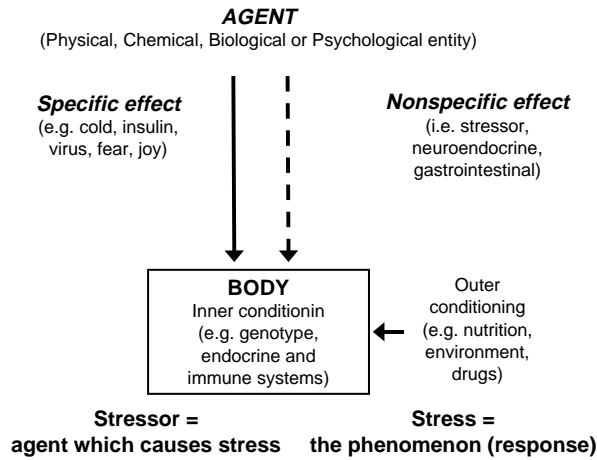 AGENT
(Physical, Chemical, Biological or Psychological entity)
Specific effect
(e.g. cold, insulin,
virus, fear, joy)
Nonspecific effect
(i.e. stressor,
neuroendocrine,
gastrointestinal)
BODY
Inner conditionin
(e.g. genotype,
endocrine and
immune systems)
Outer
conditioning
(e.g. nutrition,
environment,
drugs)
Stressor =
agent which causes stress
Stress =
the phenomenon (response)